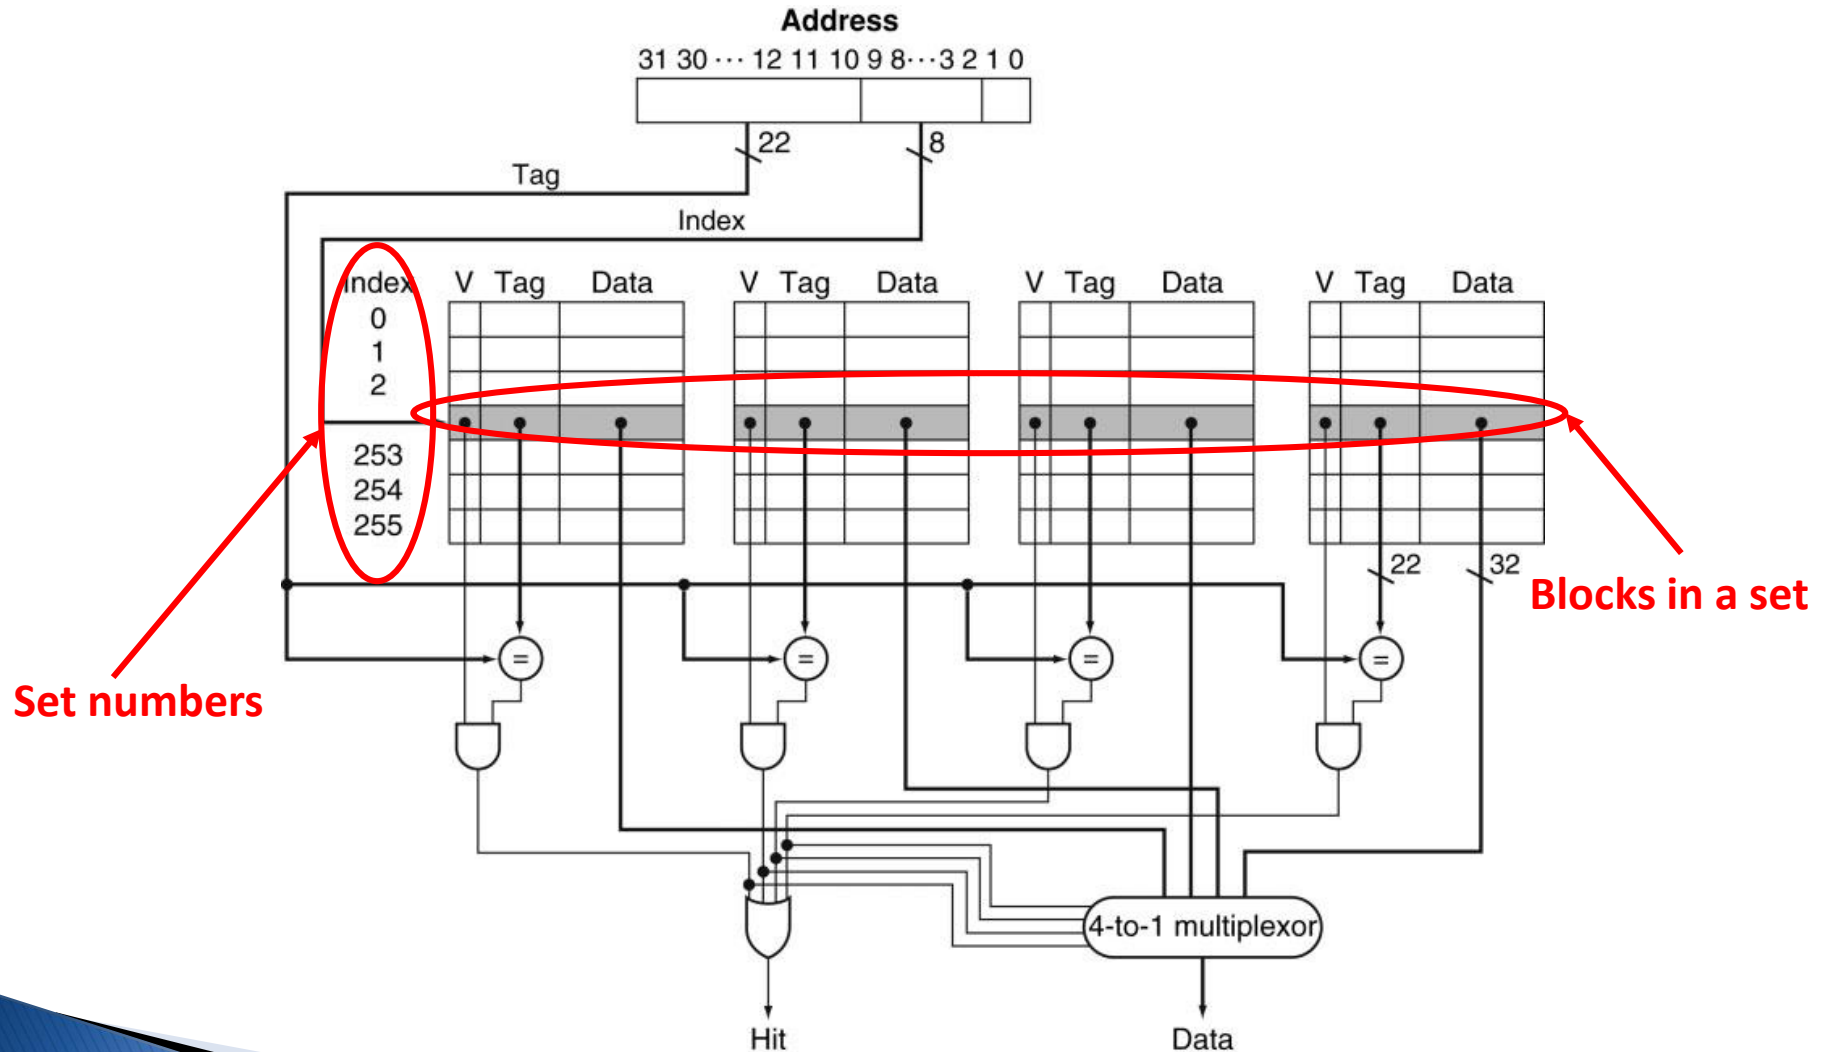 Address
31 30 ··· 12 11 10 9 8···3 2 1 0
22
8
Tag
Index
Index
V Tag Data
V Tag Data
V Tag Data
V Tag Data
0
1
2
253
254
255
22
32
Blocks in a set
=
=
=
=
Set numbers
4-to-1 multiplexor
Hit
Data